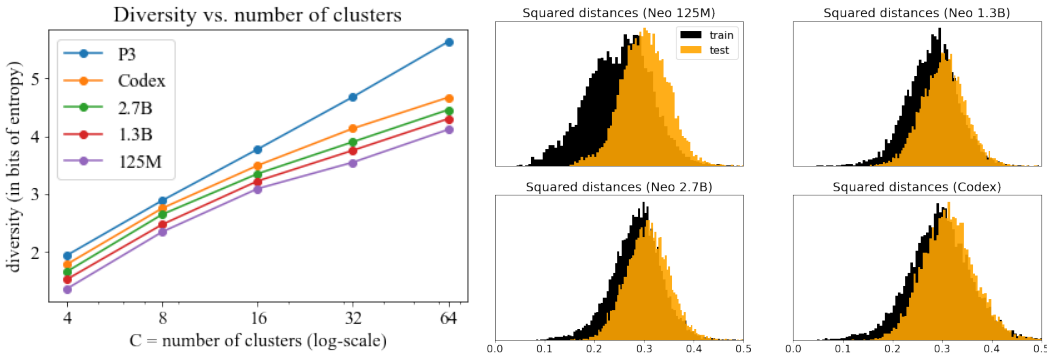 Diversity vs. number of clusters
diversity (in bits of entropy)
5
4
3
2
P3
Codex
2.7B
1.3B
125M
4 8 16 32 64
C = number of clusters (log-scale)
Squared distances (Neo 125M)
train
test
Squared distances (Neo 1.3B)
Squared distances (Neo 2.7B)
0.0 0.1 0.2 0.3 0.4 0.5
Squared distances (Codex)
0.0 0.1 0.2 0.3 0.4 0.5